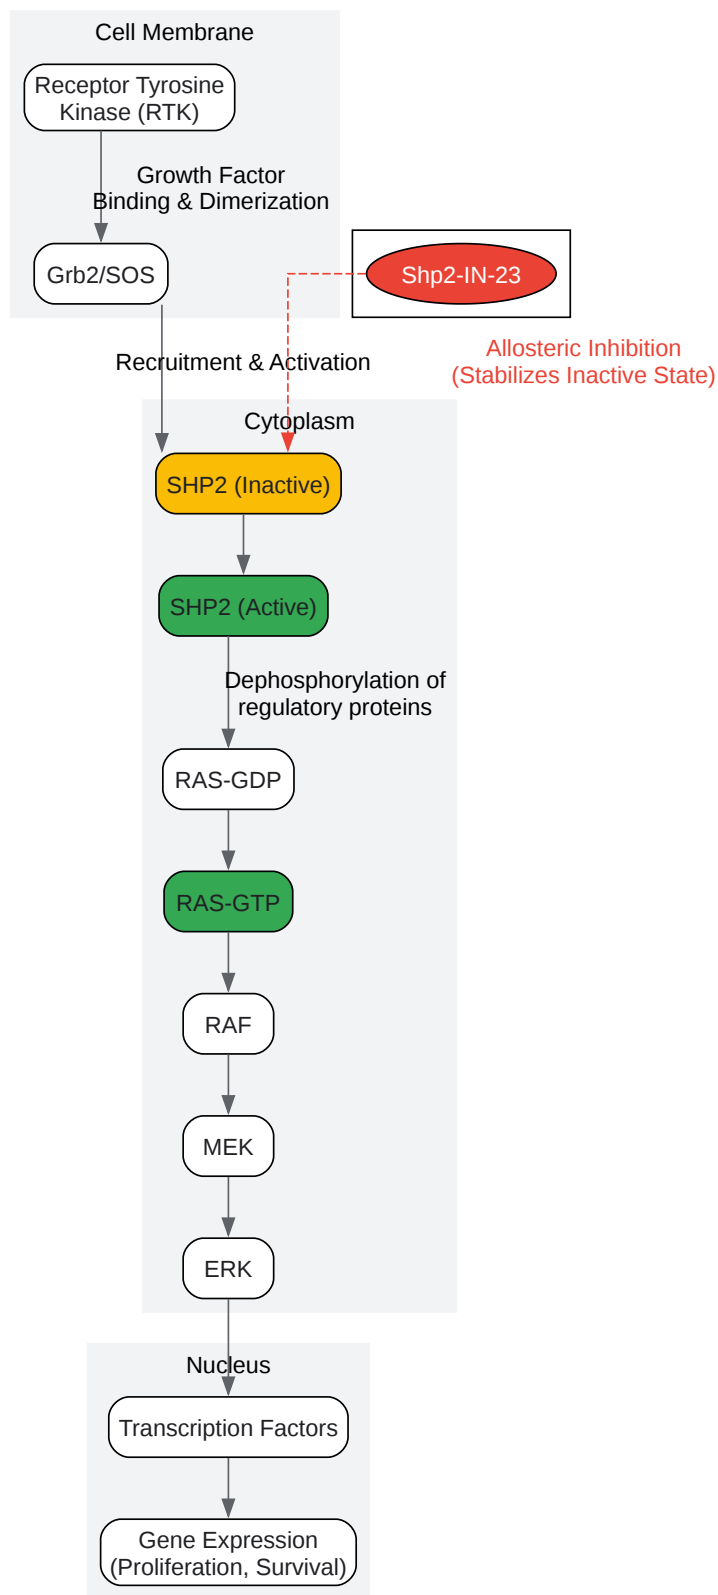 Cell Membrane
Receptor Tyrosine
Kinase (RTK)
Growth Factor
Binding & Dimerization
Grb2/SOS
Shp2-IN-23
Recruitment & Activation
Allosteric Inhibition
(Stabilizes Inactive State)
Cytoplasm
SHP2 (Inactive)
SHP2 (Active)
Dephosphorylation of
regulatory proteins
RAS-GDP
RAS-GTP
RAF
MEK
ERK
Nucleus
Transcription Factors
Gene Expression
(Proliferation, Survival)